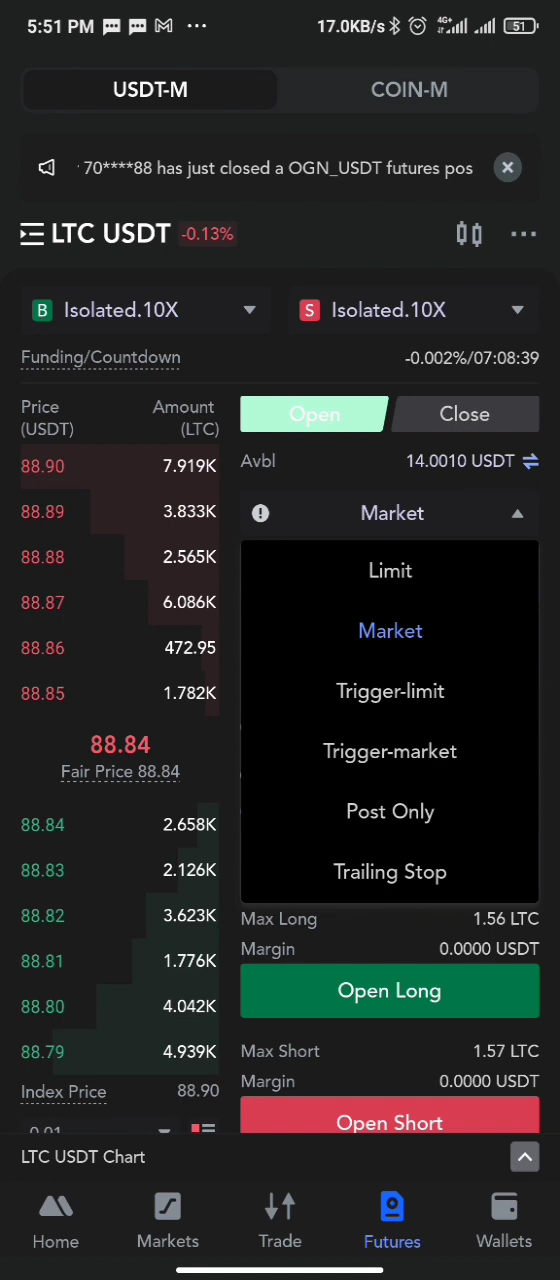 5:51 PM
17.0KB/s 4G+ 51
USDT-M
COIN-M
70****88 has just closed a OGN_USDT futures pos
LTC USDT -0.13%
B Isolated.10X
S Isolated.10X
Funding/Countdown
-0.002%/07:08:39
Price (USDT)
Amount (LTC)
88.90 7.919K
88.89 3.833K
88.88 2.565K
88.87 6.086K
88.86 472.95
88.85 1.782K
88.84
Fair Price 88.84
88.84 2.658K
88.83 2.126K
88.82 3.623K
88.81 1.776K
88.80 4.042K
88.79 4.939K
Index Price 88.90
0.01
Open
Close
Avbl 14.0010 USDT
Market
Limit
Market
Trigger-limit
Trigger-market
Post Only
Trailing Stop
Max Long 1.56 LTC
Margin 0.0000 USDT
Open Long
Max Short 1.57 LTC
Margin 0.0000 USDT
Open Short
LTC USDT Chart
Home
Markets
Trade
Futures
Wallets